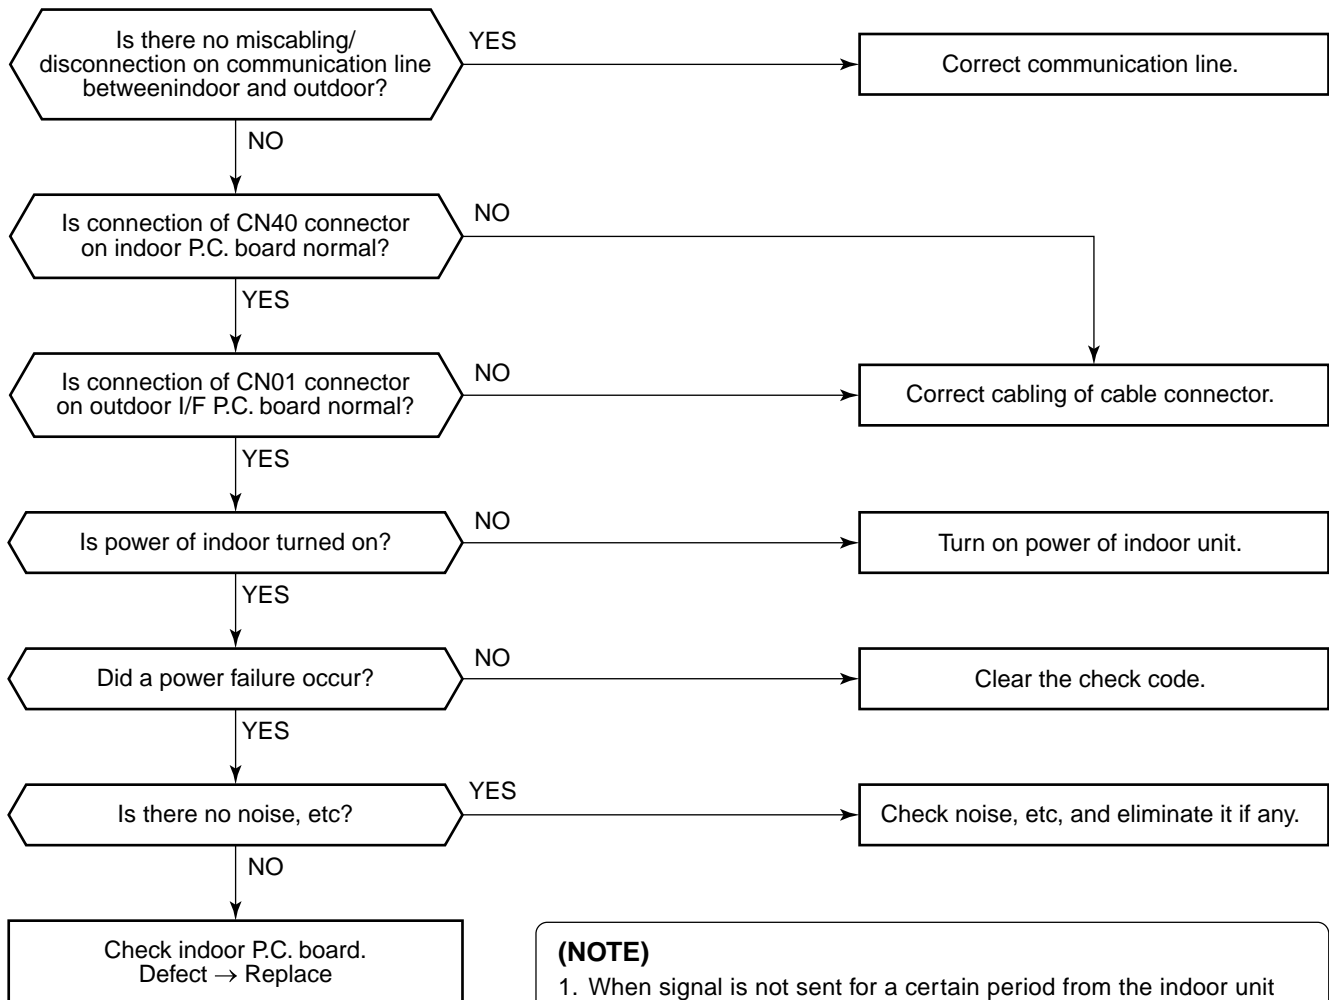 Is there no miscabling/
disconnection on communication line
betweenindoor and outdoor?
YES
Correct communication line.
NO
Is connection of CN40 connector
on indoor P.C. board normal?
NO
YES
Is connection of CN01 connector
on outdoor I/F P.C. board normal?
NO
Correct cabling of cable connector.
YES
Is power of indoor turned on?
NO
Turn on power of indoor unit.
YES
Did a power failure occur?
NO
Clear the check code.
YES
Is there no noise, etc?
YES
Check noise, etc, and eliminate it if any.
NO
Check indoor P.C. board.
Defect → Replace
(NOTE)
1. When signal is not sent for a certain period from the indoor unit